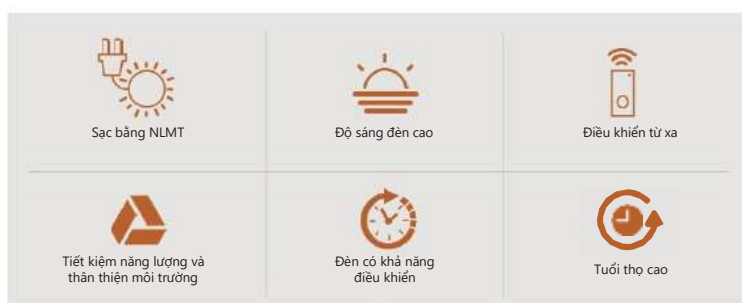 Sạc bằng NLMT
Độ sáng đèn cao
Điều khiển từ xa
Tiết kiệm năng lượng và
thân thiện môi trường
Đèn có khả năng
điều khiển
Tuổi thọ cao